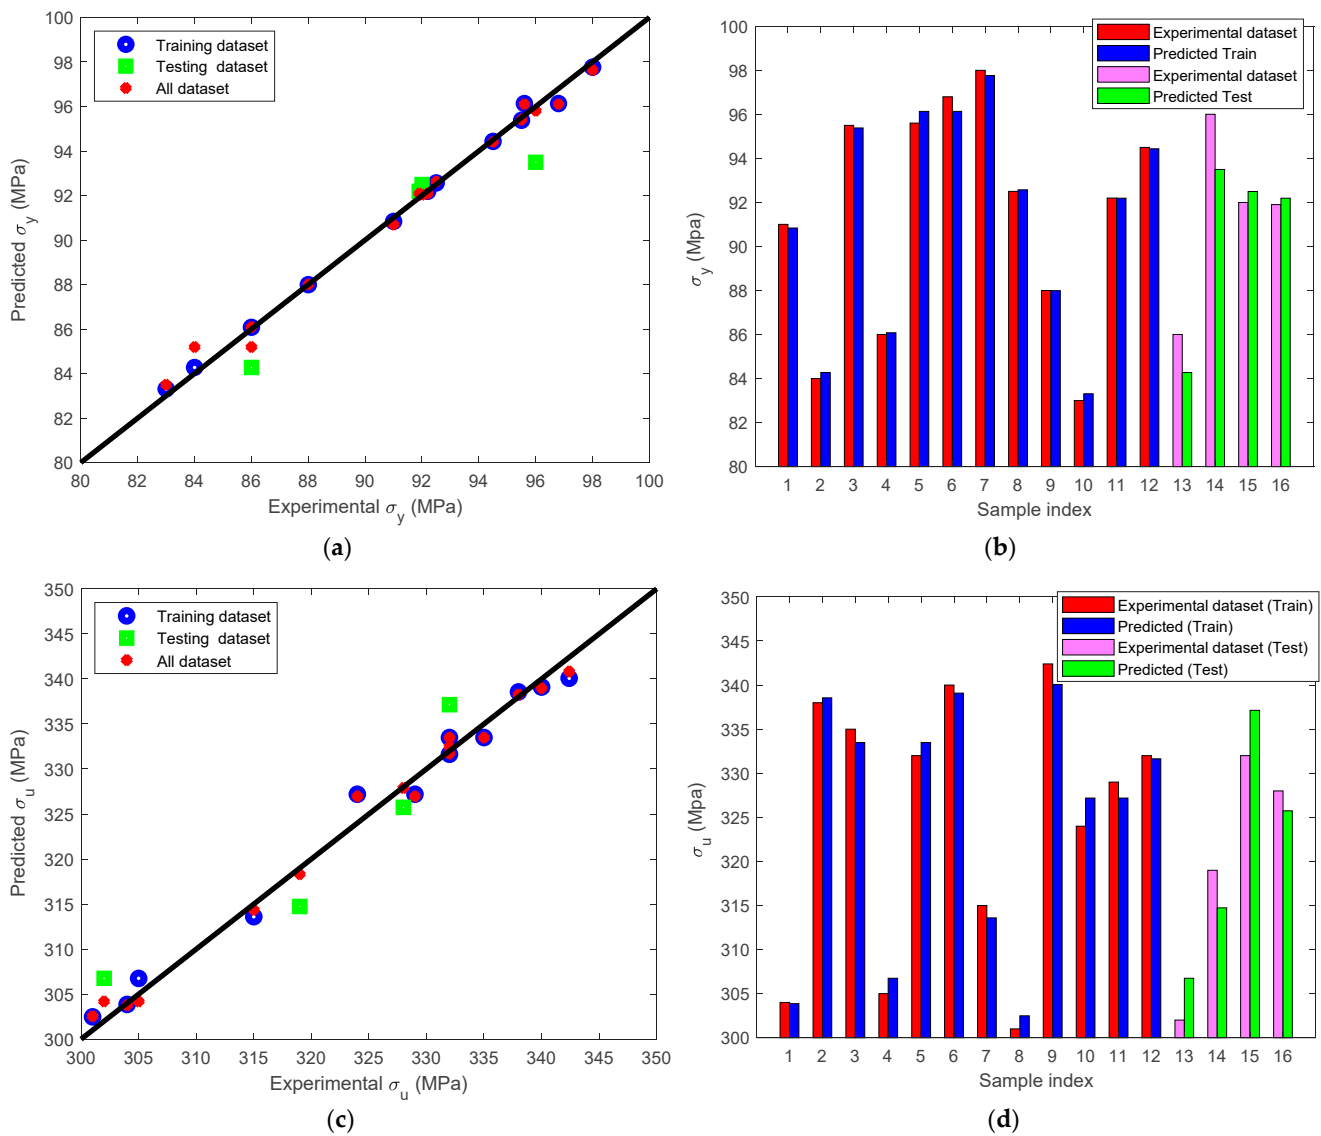 100
98
96
94
92
90
88
86
84
82
80
80 82 84 86 88 90 92 94 96 98 100
Predicted σy (MPa)
Experimental σy (MPa)
Training dataset
Testing dataset
All dataset
(a)
100
98
96
94
92
90
88
86
84
82
80
1 2 3 4 5 6 7 8 9 10 11 12 13 14 15 16
σy (Mpa)
Sample index
Experimental dataset
Predicted Train
Experimental dataset
Predicted Test
(b)
350
345
340
335
330
325
320
315
310
305
300
300 305 310 315 320 325 330 335 340 345 350
Predicted σu (MPa)
Experimental σu (MPa)
Training dataset
Testing dataset
All dataset
(c)
350
345
340
335
330
325
320
315
310
305
300
1 2 3 4 5 6 7 8 9 10 11 12 13 14 15 16
σu (Mpa)
Sample index
Experimental dataset (Train)
Predicted (Train)
Experimental dataset (Test)
Predicted (Test)
(d)